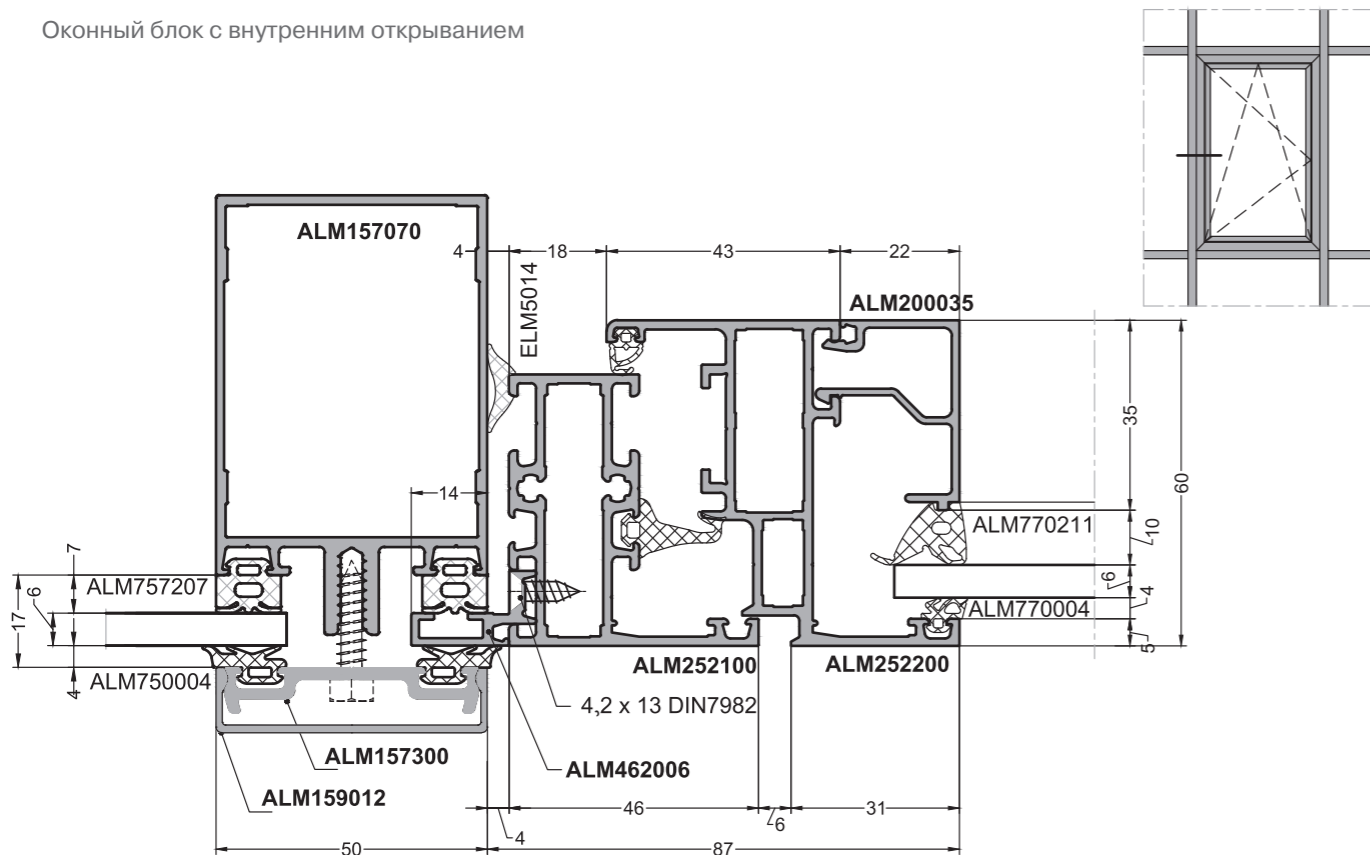 Оконный блок с внутренним открыванием
ALM157070
4
18
43
22
ELM5014
ALM200035
35
60
14
7
ALM757207
6
17
ALM770211
10
6
4
ALM770004
5
ALM750004
4
ALM252100
ALM252200
4,2 x 13 DIN7982
ALM157300
ALM462006
ALM159012
46
6
31
4
50
87